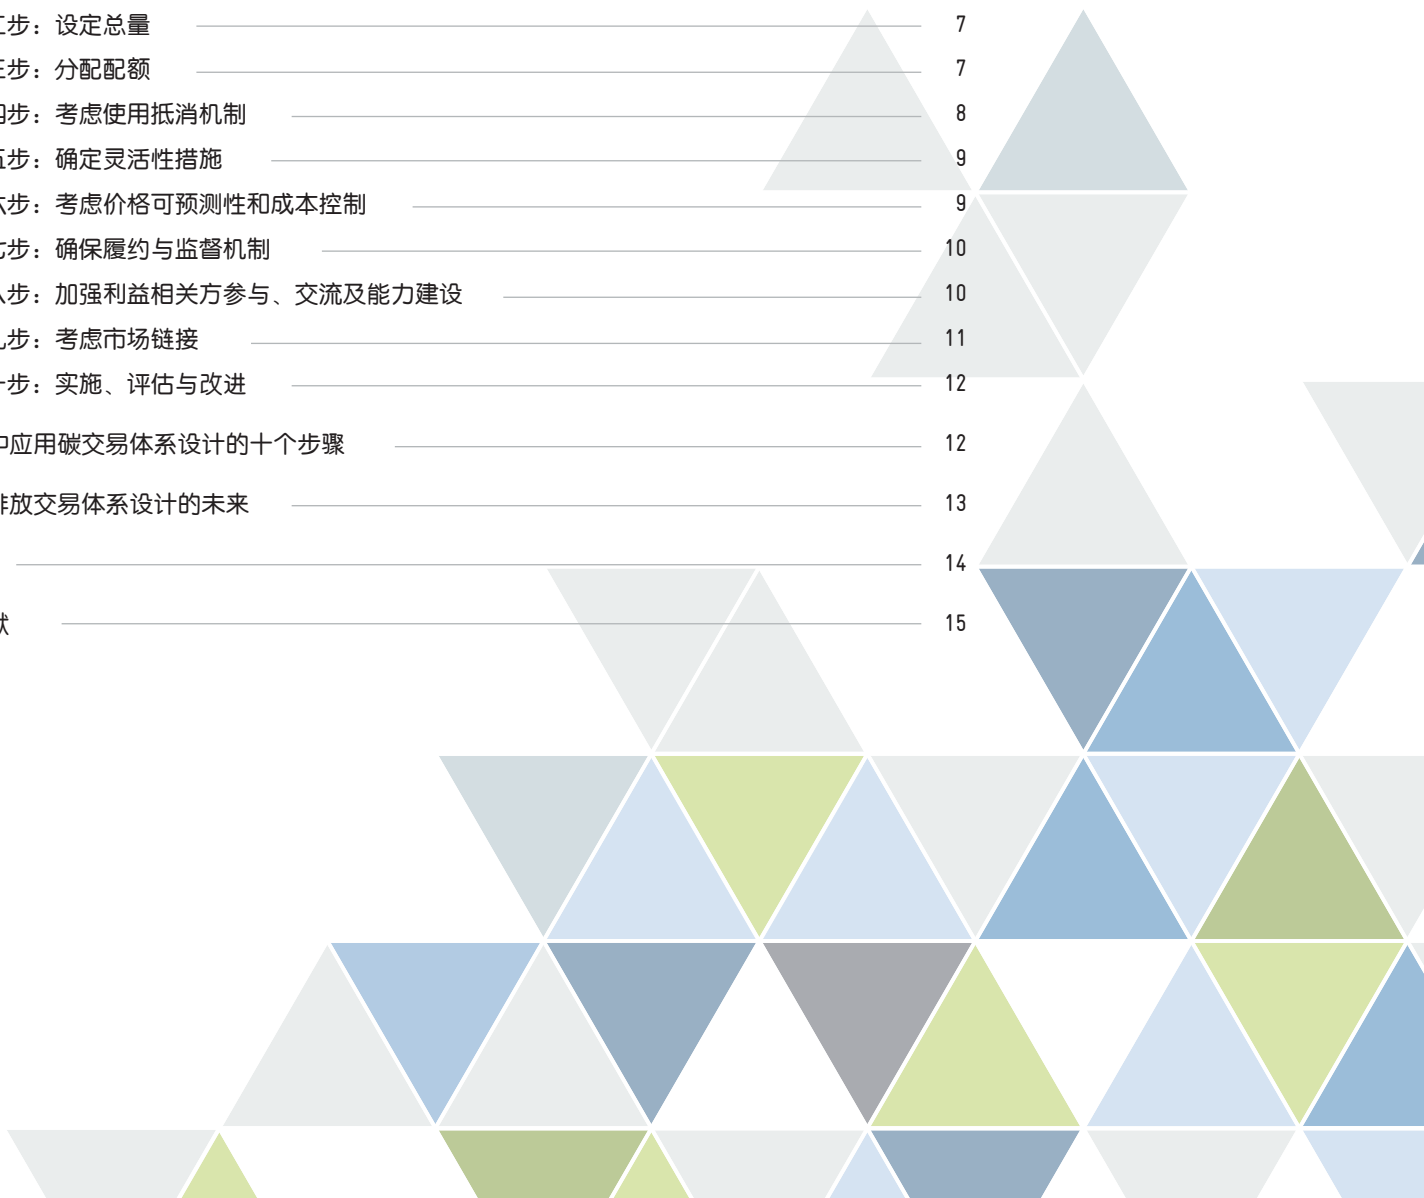 步：设定总量 7
步：分配配额 7
步：考虑使用抵消机制 8
步：确定灵活性措施 9
步：考虑价格可预测性和成本控制 9
步：确保履约与监督机制 10
步：加强利益相关方参与、交流及能力建设 10
步：考虑市场链接 11
步：实施、评估与改进 12
应用碳交易体系设计的十个步骤 12
放交易体系设计的未来 13
14
15